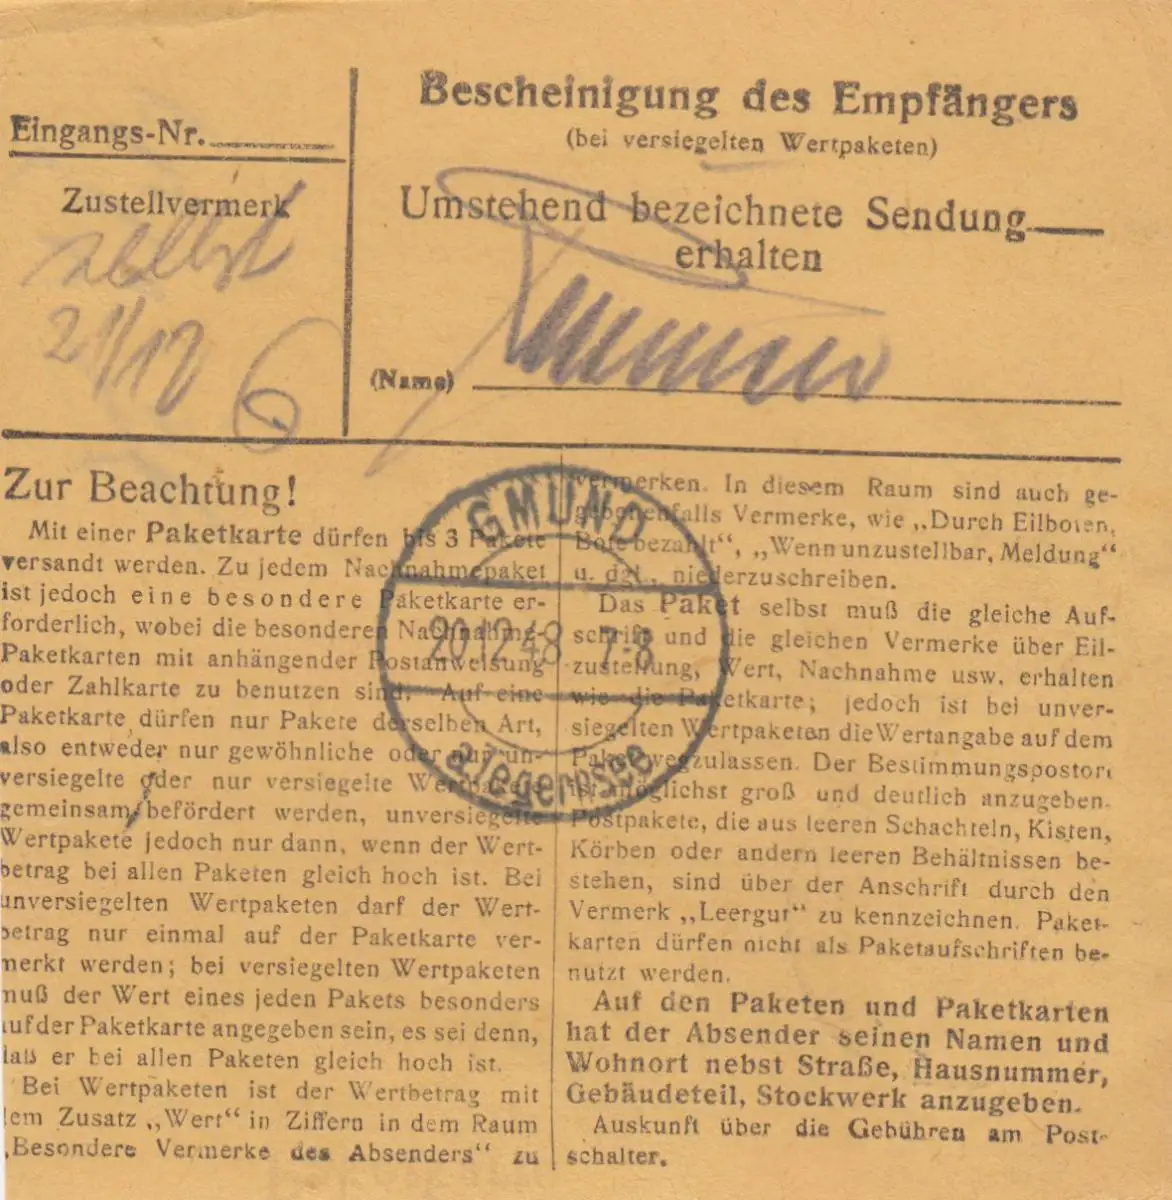 Eingangs-Nr.
Zustellvermerk
selbst
21/12
Bescheinigung des Empfängers
(bei versiegelten Wertpaketen)
Umstehend bezeichnete Sendung
erhalten
(Name)
GMUND
20.12.48 7-8
a. Tegernsee
Zur Beachtung!
Mit einer Paketkarte dürfen bis 3 Pakete
versandt werden. Zu jedem Nachnahmepaket
ist jedoch eine besondere Paketkarte er-
forderlich, wobei die besonderen Nachnahme-
Paketkarten mit anhängender Postanweisung
oder Zahlkarte zu benutzen sind. Auf eine
Paketkarte dürfen nur Pakete derselben Art,
also entweder nur gewöhnliche oder nur un-
versiegelte oder nur versiegelte Wertpakete
gemeinsam befördert werden, unversiegelte
Wertpakete jedoch nur dann, wenn der Wert-
betrag bei allen Paketen gleich hoch ist. Bei
unversiegelten Wertpaketen darf der Wert-
betrag nur einmal auf der Paketkarte ver-
merkt werden; bei versiegelten Wertpaketen
muß der Wert eines jeden Pakets besonders
auf der Paketkarte angegeben sein, es sei denn,
daß er bei allen Paketen gleich hoch ist.
Bei Wertpaketen ist der Wertbetrag mit
dem Zusatz „Wert“ in Ziffern in dem Raum
„Besondere Vermerke des Absenders“ zu
vermerken. In diesem Raum sind auch ge-
gebenenfalls Vermerke, wie „Durch Eilboten,
Bote bezahlt“, „Wenn unzustellbar, Meldung“
u. dgl., niederzuschreiben.
Das Paket selbst muß die gleiche Auf-
schrift und die gleichen Vermerke über Eil-
zustellung, Wert, Nachnahme usw. erhalten
wie die Paketkarte; jedoch ist bei unver-
siegelten Wertpaketen die Wertangabe auf dem
Paket wegzulassen. Der Bestimmungspostort
ist möglichst groß und deutlich anzugeben.
Postpakete, die aus leeren Schachteln, Kisten,
Körben oder andern leeren Behältnissen be-
stehen, sind über der Anschrift durch den
Vermerk „Leergut“ zu kennzeichnen. Paket-
karten dürfen nicht als Paketaufschriften be-
nutzt werden.
Auf den Paketen und Paketkarten
hat der Absender seinen Namen und
Wohnort nebst Straße, Hausnummer,
Gebäudeteil, Stockwerk anzugeben.
Auskunft über die Gebühren am Post-
schalter.